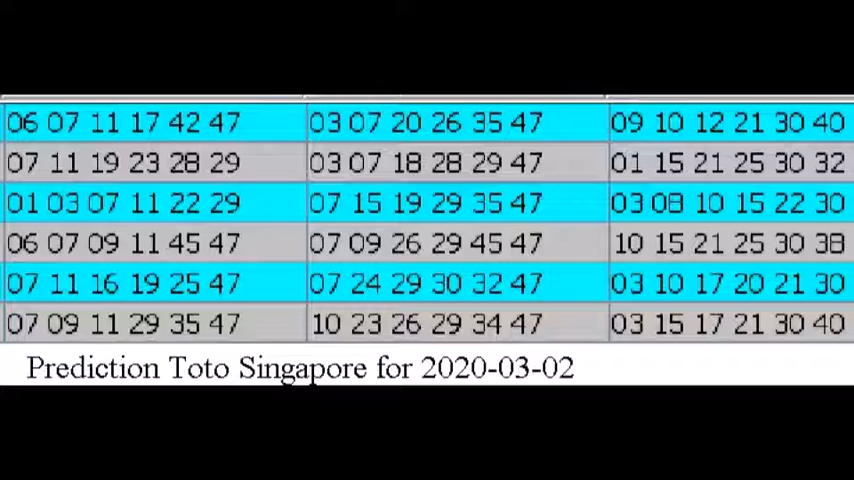 06 07 11 17 42 47 03 07 20 26 35 47 09 10 12 21 30 40
07 11 19 23 28 29 03 07 18 28 29 47 01 15 21 25 30 32
01 03 07 11 22 29 07 15 19 29 35 47 03 08 10 15 22 30
06 07 09 11 45 47 07 09 26 29 45 47 10 15 21 25 30 38
07 11 16 19 25 47 07 24 29 30 32 47 03 10 17 20 21 30
07 09 11 29 35 47 10 23 26 29 34 47 03 15 17 21 30 40
Prediction Toto Singapore for 2020-03-02